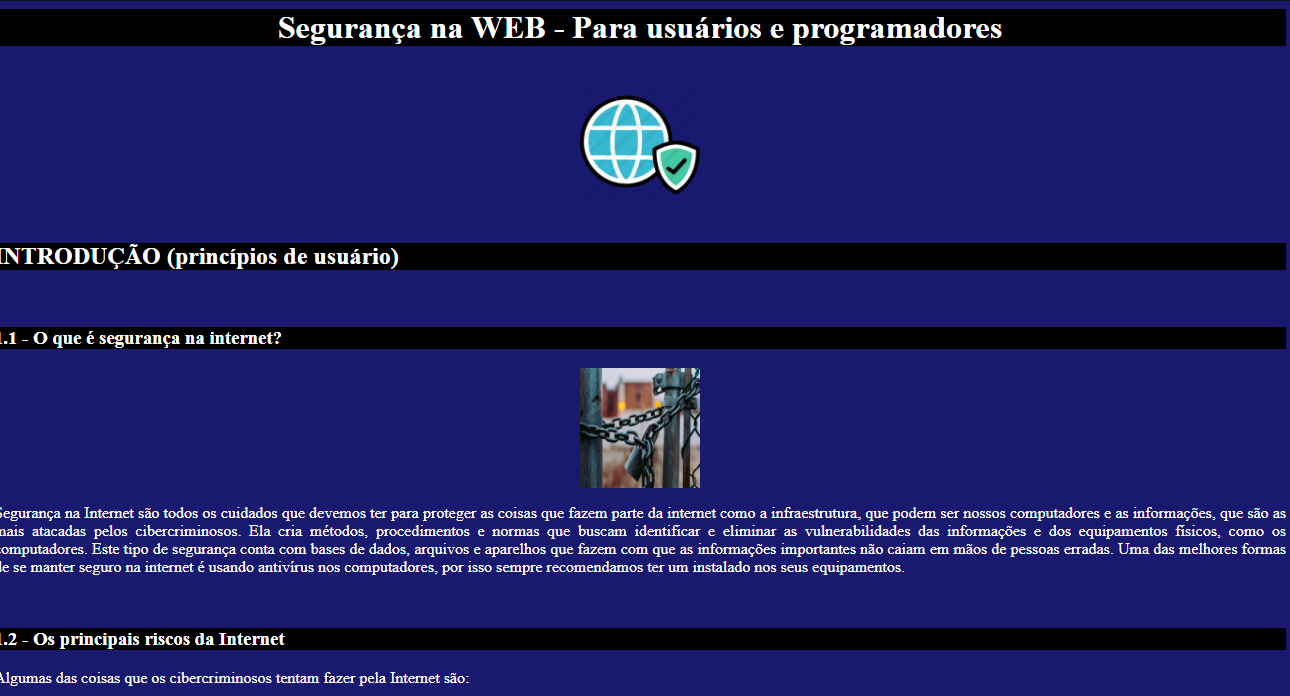 Segurança na WEB - Para usuários e programadores
INTRODUÇÃO (princípios de usuário)
1.1 - O que é segurança na internet?
Segurança na Internet são todos os cuidados que devemos ter para proteger as coisas que fazem parte da internet como a infraestrutura, que podem ser nossos computadores e as informações, que são as
mais atacadas pelos cibercriminosos. Ela cria métodos, procedimentos e normas que buscam identificar e eliminar as vulnerabilidades das informações e dos equipamentos físicos, como os
computadores. Este tipo de segurança conta com bases de dados, arquivos e aparelhos que fazem com que as informações importantes não caiam em mãos de pessoas erradas. Uma das melhores formas
de se manter seguro na internet é usando antivírus nos computadores, por isso sempre recomendamos ter um instalado nos seus equipamentos.
1.2 - Os principais riscos da Internet
Algumas das coisas que os cibercriminosos tentam fazer pela Internet são: